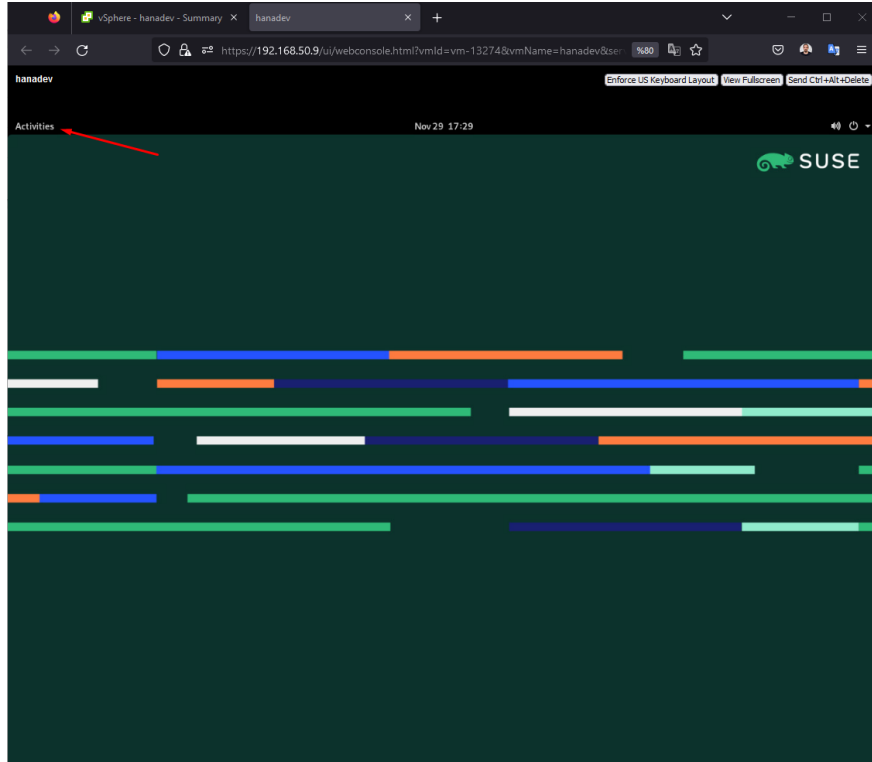 vSphere - hanadev - Summary
hanadev
https://192.168.50.9/ui/webconsole.html?vmId=vm-13274&vmName=hanadev&ser
%80
hanadev
Enforce US Keyboard Layout
View Fullscreen
Send Ctrl+Alt+Delete
Activities
Nov 29 17:29
SUSE